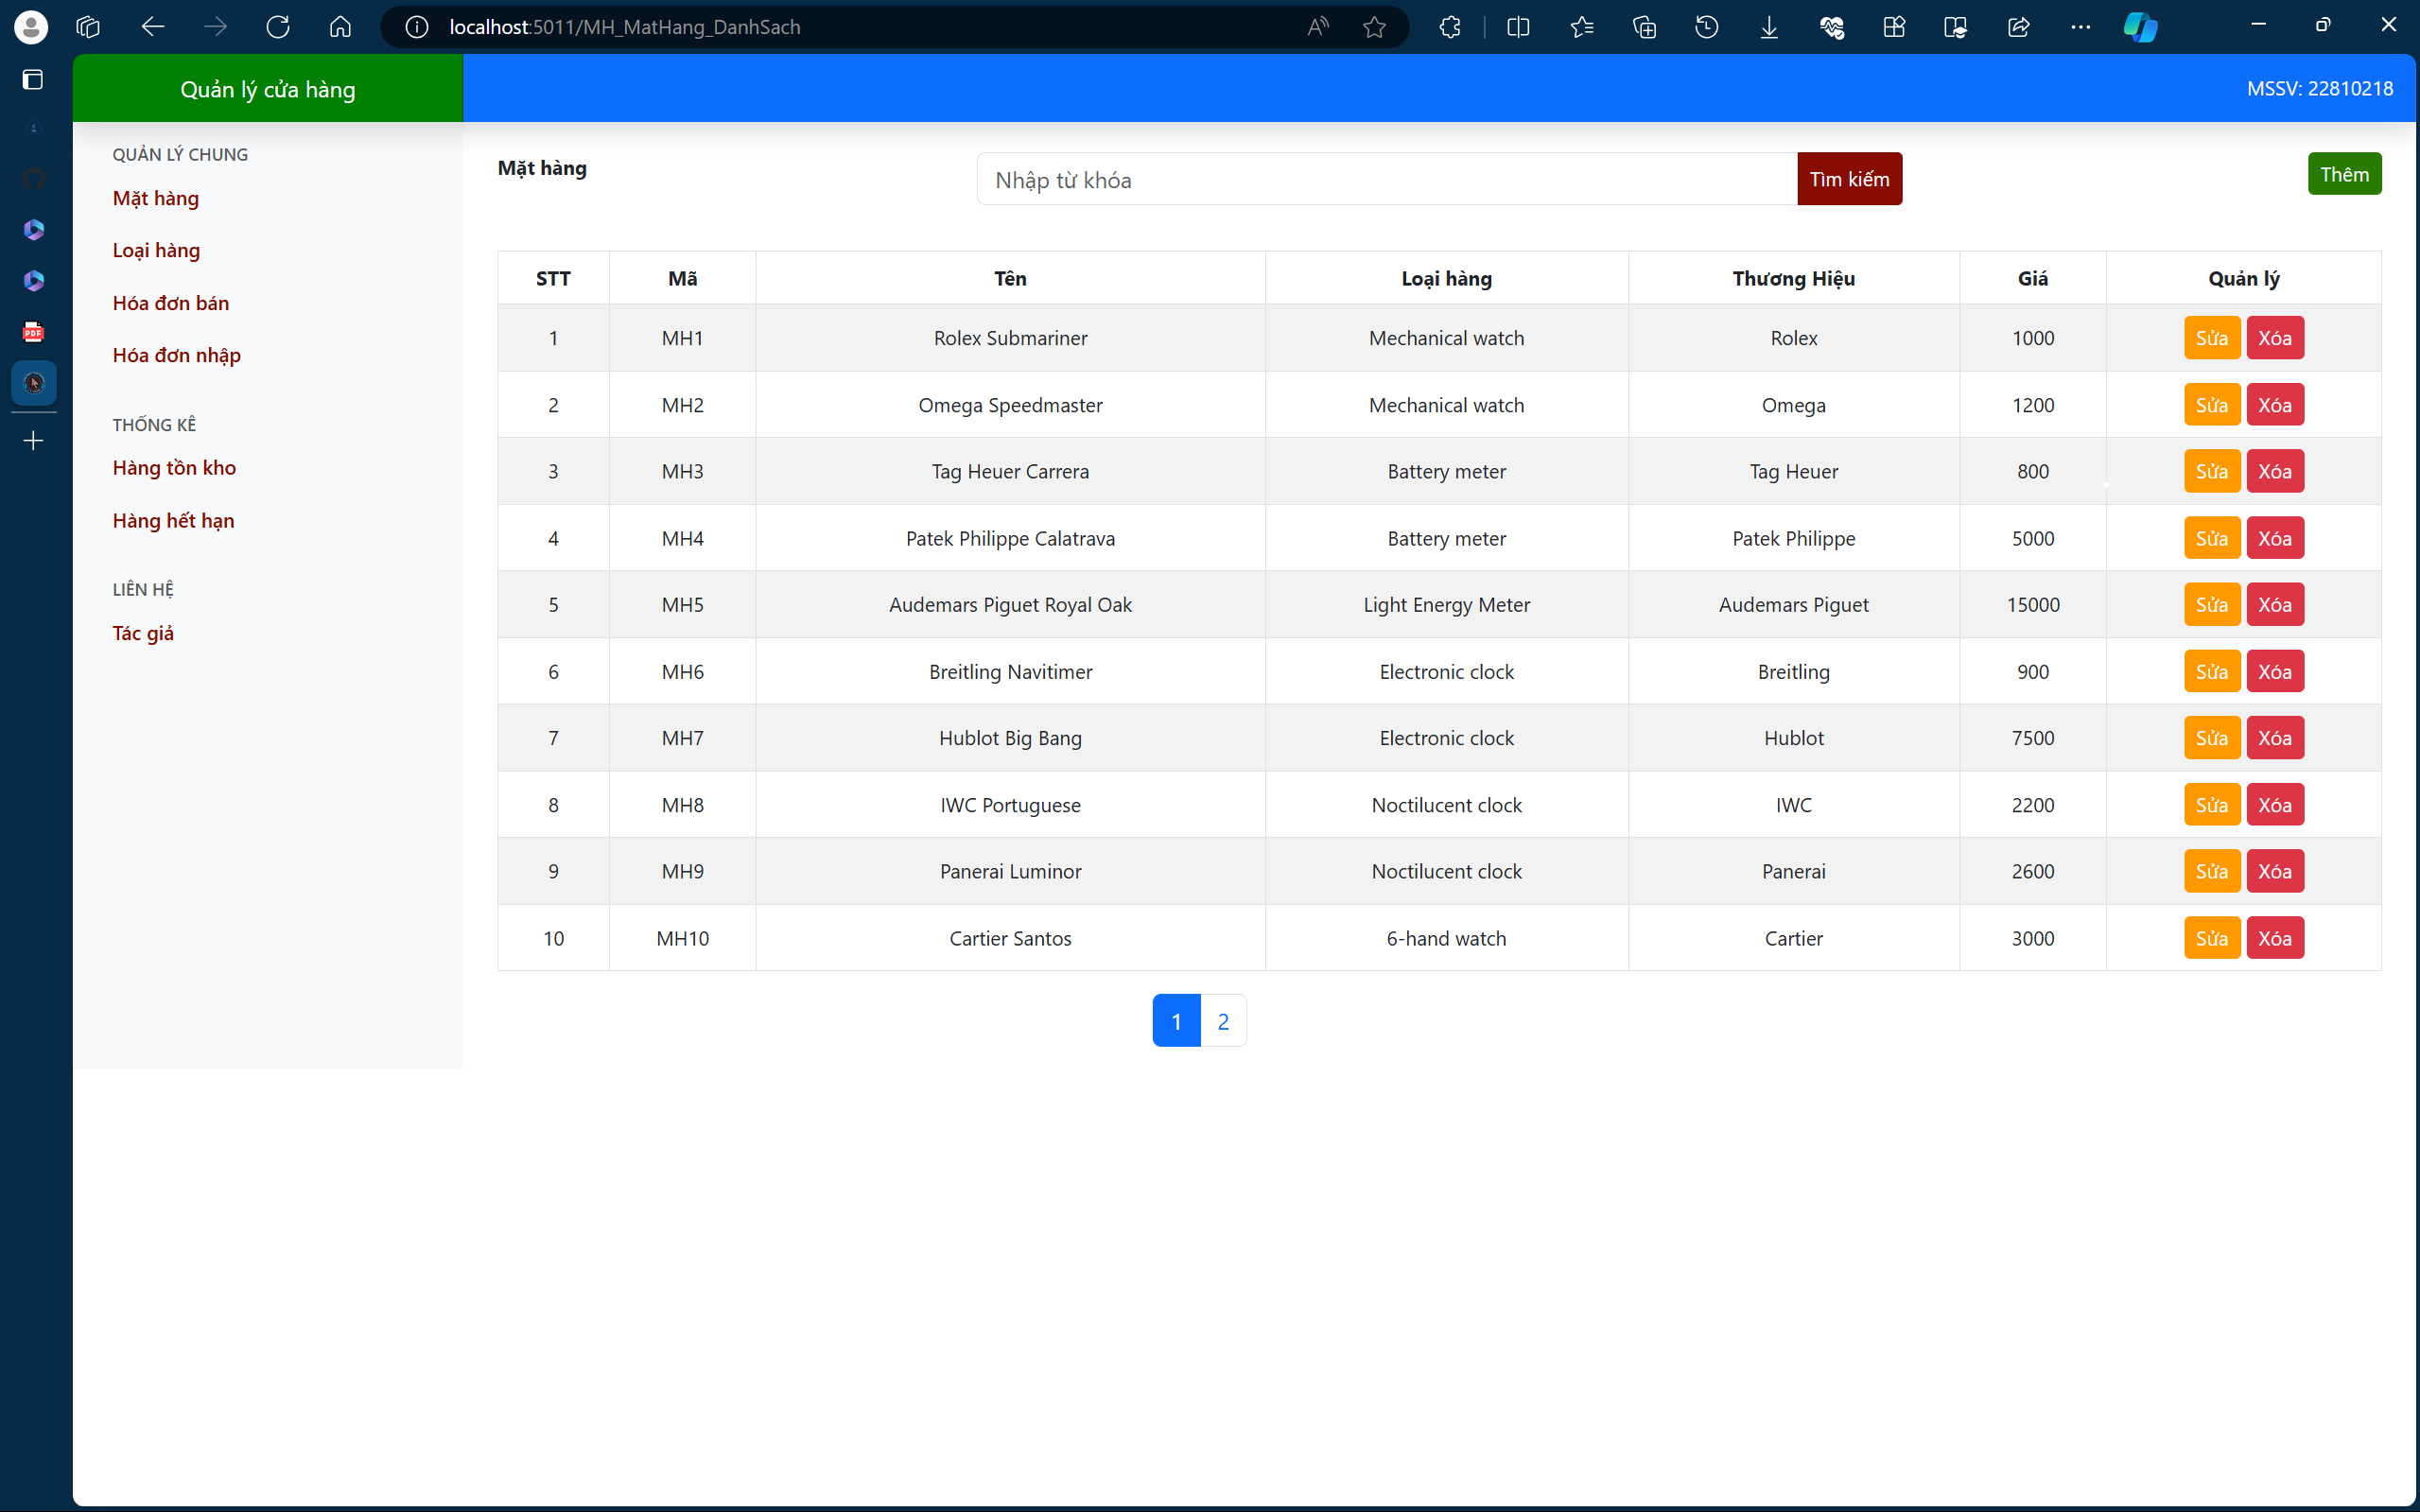 localhost:5011/MH_MatHang_DanhSach
Quản lý cửa hàng
MSSV: 22810218
QUẢN LÝ CHUNG
Mặt hàng
Loại hàng
Hóa đơn bán
Hóa đơn nhập
THỐNG KÊ
Hàng tồn kho
Hàng hết hạn
LIÊN HỆ
Tác giả
Mặt hàng
Nhập từ khóa
Tìm kiếm
Thêm
STT Mã Tên Loại hàng Thương Hiệu Giá Quản lý
1 MH1 Rolex Submariner Mechanical watch Rolex 1000 Sửa Xóa
2 MH2 Omega Speedmaster Mechanical watch Omega 1200 Sửa Xóa
3 MH3 Tag Heuer Carrera Battery meter Tag Heuer 800 Sửa Xóa
4 MH4 Patek Philippe Calatrava Battery meter Patek Philippe 5000 Sửa Xóa
5 MH5 Audemars Piguet Royal Oak Light Energy Meter Audemars Piguet 15000 Sửa Xóa
6 MH6 Breitling Navitimer Electronic clock Breitling 900 Sửa Xóa
7 MH7 Hublot Big Bang Electronic clock Hublot 7500 Sửa Xóa
8 MH8 IWC Portuguese Noctilucent clock IWC 2200 Sửa Xóa
9 MH9 Panerai Luminor Noctilucent clock Panerai 2600 Sửa Xóa
10 MH10 Cartier Santos 6-hand watch Cartier 3000 Sửa Xóa
1 2
PDF